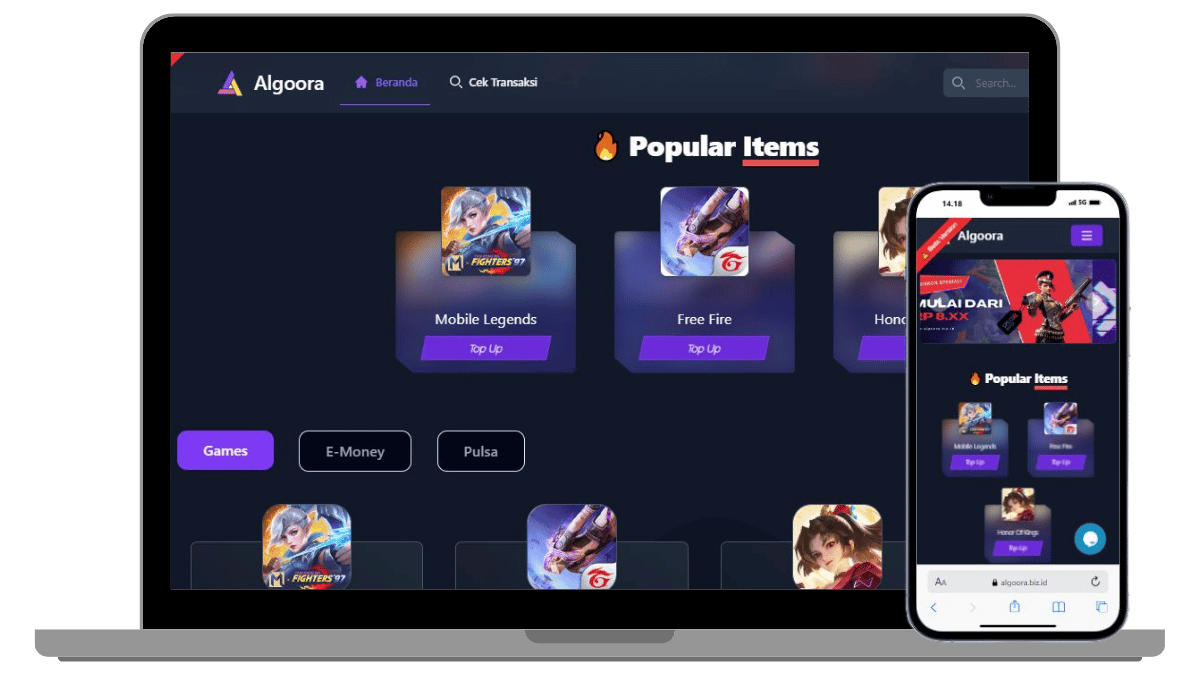 Algoora
Beranda
Cek Transaksi
Search...
Popular Items
M - FIGHTERS'97
Mobile Legends
Top Up
Free Fire
Top Up
Hono
Games
E-Money
Pulsa
M - FIGHTERS'97
14.18
5G
Beta Version
Algoora
MULAI DARI
RP 8.XX
Popular Items
Mobile Legends
Top Up
Free Fire
Top Up
Honor Of Kings
Top Up
AA
algoora.biz.id